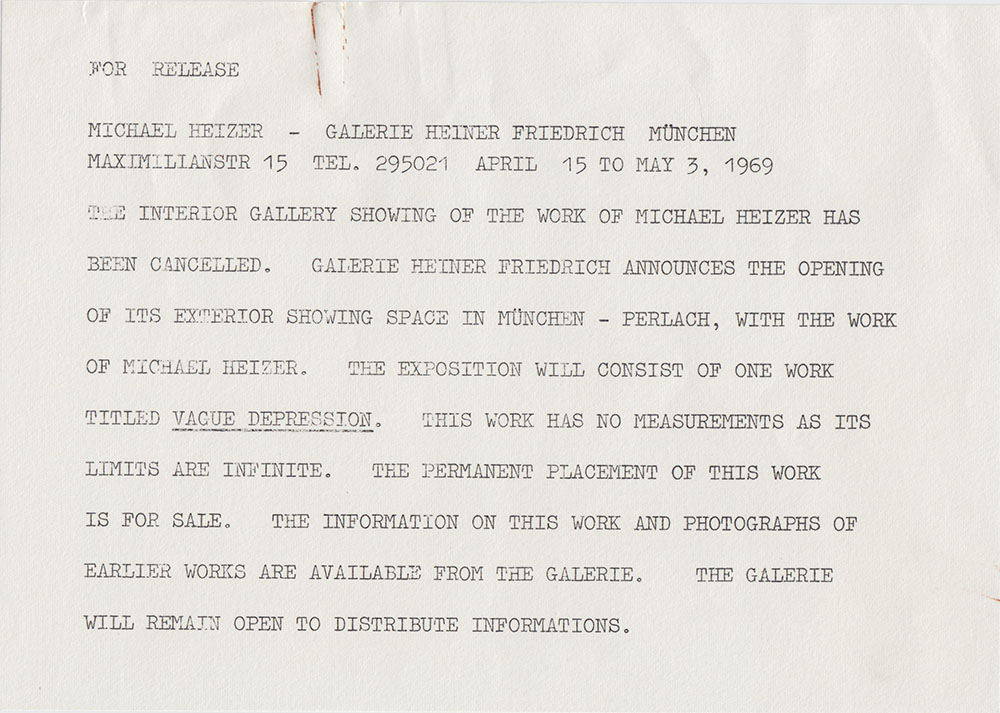 FOR RELEASE
MICHAEL HEIZER - GALERIE HEINER FRIEDRICH MÜNCHEN
MAXIMILIANSTR 15 TEL. 295021 APRIL 15 TO MAY 3, 1969
THE INTERIOR GALLERY SHOWING OF THE WORK OF MICHAEL HEIZER HAS
BEEN CANCELLED. GALERIE HEINER FRIEDRICH ANNOUNCES THE OPENING
OF ITS EXTERIOR SHOWING SPACE IN MÜNCHEN - PERLACH, WITH THE WORK
OF MICHAEL HEIZER. THE EXPOSITION WILL CONSIST OF ONE WORK
TITLED VAGUE DEPRESSION. THIS WORK HAS NO MEASUREMENTS AS ITS
LIMITS ARE INFINITE. THE PERMANENT PLACEMENT OF THIS WORK
IS FOR SALE. THE INFORMATION ON THIS WORK AND PHOTOGRAPHS OF
EARLIER WORKS ARE AVAILABLE FROM THE GALERIE. THE GALERIE
WILL REMAIN OPEN TO DISTRIBUTE INFORMATIONS.